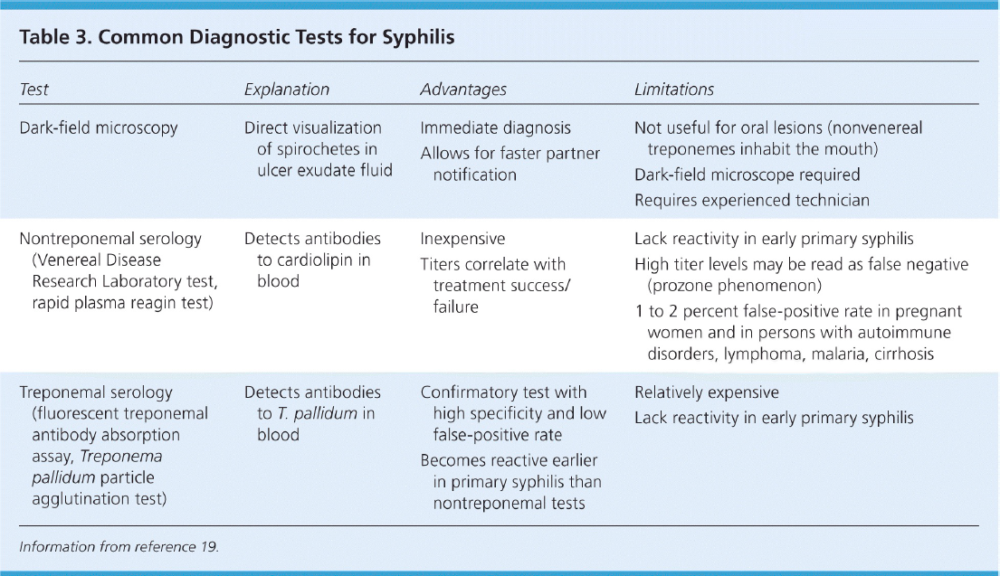 Table 3. Common Diagnostic Tests for Syphilis
Test Explanation Advantages Limitations
Dark-field microscopy
Direct visualization
of spirochetes in
ulcer exudate fluid
Immediate diagnosis
Allows for faster partner
notification
Not useful for oral lesions (nonvenereal
treponemes inhabit the mouth)
Dark-field microscope required
Requires experienced technician
Nontreponemal serology
(Venereal Disease
Research Laboratory test,
rapid plasma reagin test)
Detects antibodies
to cardiolipin in
blood
Inexpensive
Titers correlate with
treatment success/
failure
Lack reactivity in early primary syphilis
High titer levels may be read as false negative
(prozone phenomenon)
1 to 2 percent false-positive rate in pregnant
women and in persons with autoimmune
disorders, lymphoma, malaria, cirrhosis
Treponemal serology
(fluorescent treponemal
antibody absorption
assay, Treponema
pallidum particle
agglutination test)
Detects antibodies
to T. pallidum in
blood
Confirmatory test with
high specificity and low
false-positive rate
Becomes reactive earlier
in primary syphilis than
nontreponemal tests
Relatively expensive
Lack reactivity in early primary syphilis
Information from reference 19.